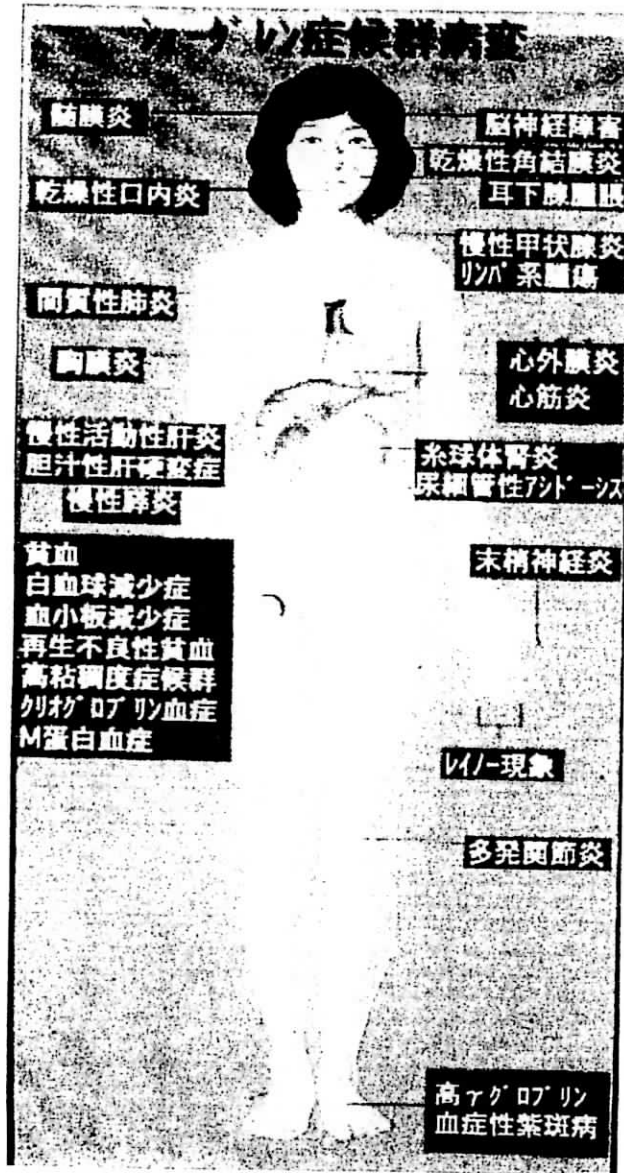 シェーグレン症候群病変
髄膜炎
脳神経障害
乾燥性角結膜炎
乾燥性口内炎
耳下腺腫脹
慢性甲状腺炎
リンパ系腫瘍
間質性肺炎
胸膜炎
心外膜炎
心筋炎
慢性活動性肝炎
胆汁性肝硬変症
慢性膵炎
糸球体腎炎
尿細管性アシドーシス
貧血
白血球減少症
血小板減少症
再生不良性貧血
高粘稠度症候群
クリオグロブリン血症
M蛋白血症
末梢神経炎
レイノー現象
多発関節炎
高γグロブリン
血症性紫斑病